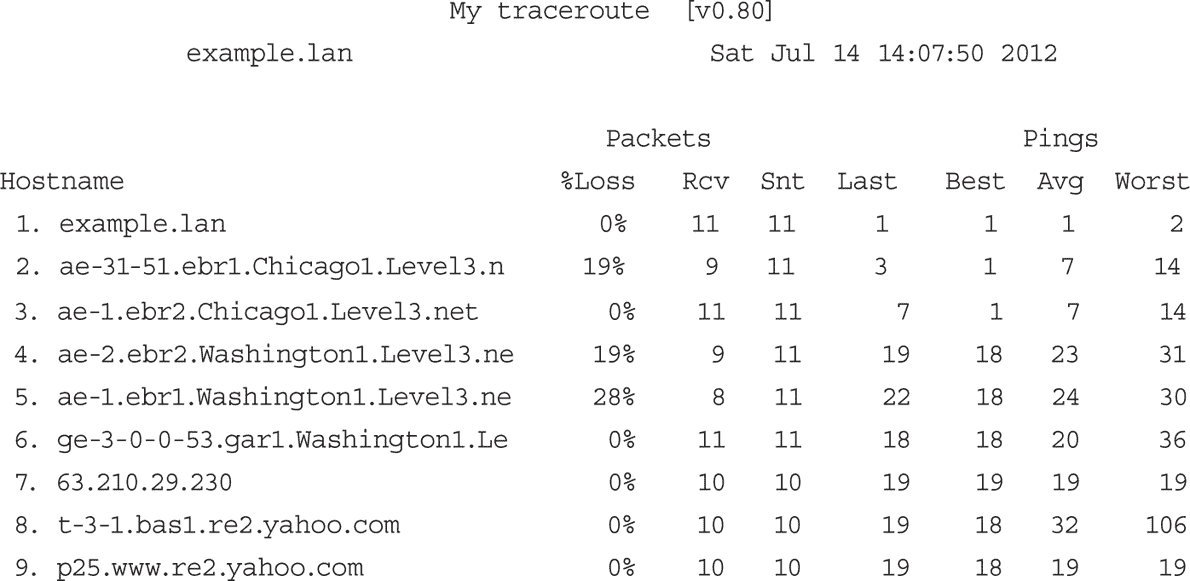 My traceroute [v0.80]
example.lan Sat Jul 14 14:07:50 2012
Packets Pings
Hostname %Loss Rcv Snt Last Best Avg Worst
1. example.lan 0% 11 11 1 1 1 2
2. ae-31-51.ebr1.Chicago1.Level3.n 19% 9 11 3 1 7 14
3. ae-1.ebr2.Chicago1.Level3.net 0% 11 11 7 1 7 14
4. ae-2.ebr2.Washington1.Level3.ne 19% 9 11 19 18 23 31
5. ae-1.ebr1.Washington1.Level3.ne 28% 8 11 22 18 24 30
6. ge-3-0-0-53.gar1.Washington1.Le 0% 11 11 18 18 20 36
7. 63.210.29.230 0% 10 10 19 19 19 19
8. t-3-1.bas1.re2.yahoo.com 0% 10 10 19 18 32 106
9. p25.www.re2.yahoo.com 0% 10 10 19 18 19 19